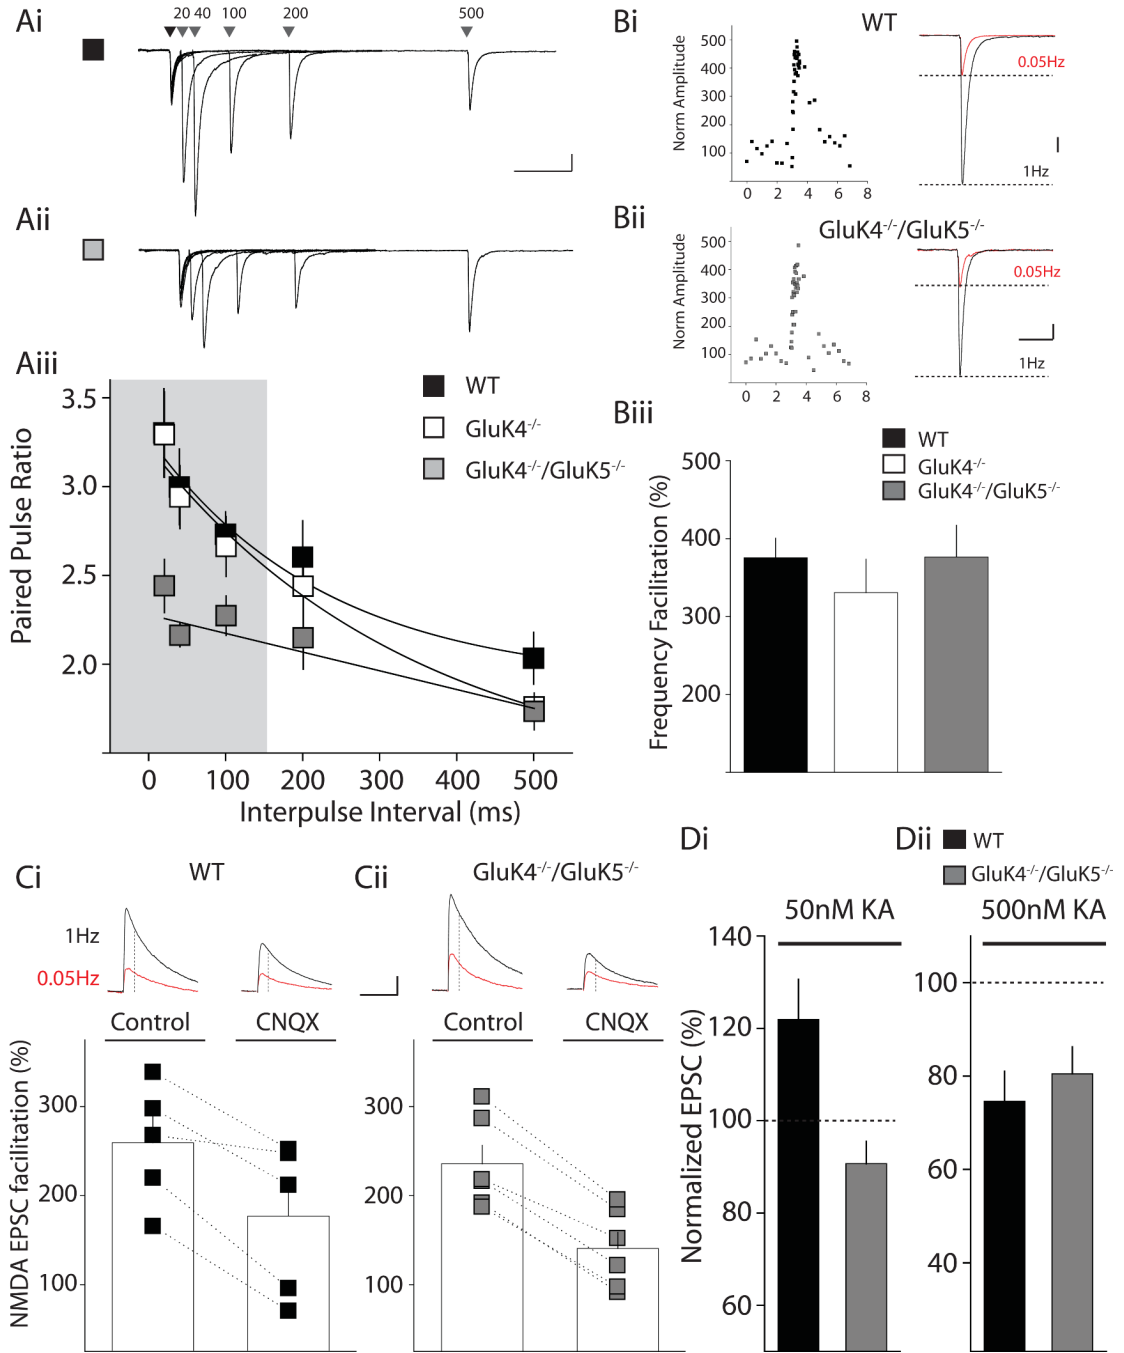 Ai
20 40 100 200 500
Aii
Aiii
WT
GluK4-/-
GluK4-/-/GluK5-/-
Paired Pulse Ratio
3.5
3.0
2.5
2.0
0 100 200 300 400 500
Interpulse Interval (ms)
Bi
WT
Norm Amplitude
500
400
300
200
100
0 2 4 6 8
0.05Hz
1Hz
Bii
GluK4-/-/GluK5-/-
Norm Amplitude
500
400
300
200
100
0 2 4 6 8
0.05Hz
1Hz
Biii
WT
GluK4-/-
GluK4-/-/GluK5-/-
Frequency Facilitation (%)
500
400
300
200
Ci
WT
1Hz
0.05Hz
Control CNQX
NMDA EPSC facilitation (%)
300
200
100
Cii
GluK4-/-/GluK5-/-
Control CNQX
300
200
100
Di
50nM KA
Normalized EPSC (%)
140
120
100
80
60
Dii
WT
GluK4-/-/GluK5-/-
500nM KA
100
80
60
40